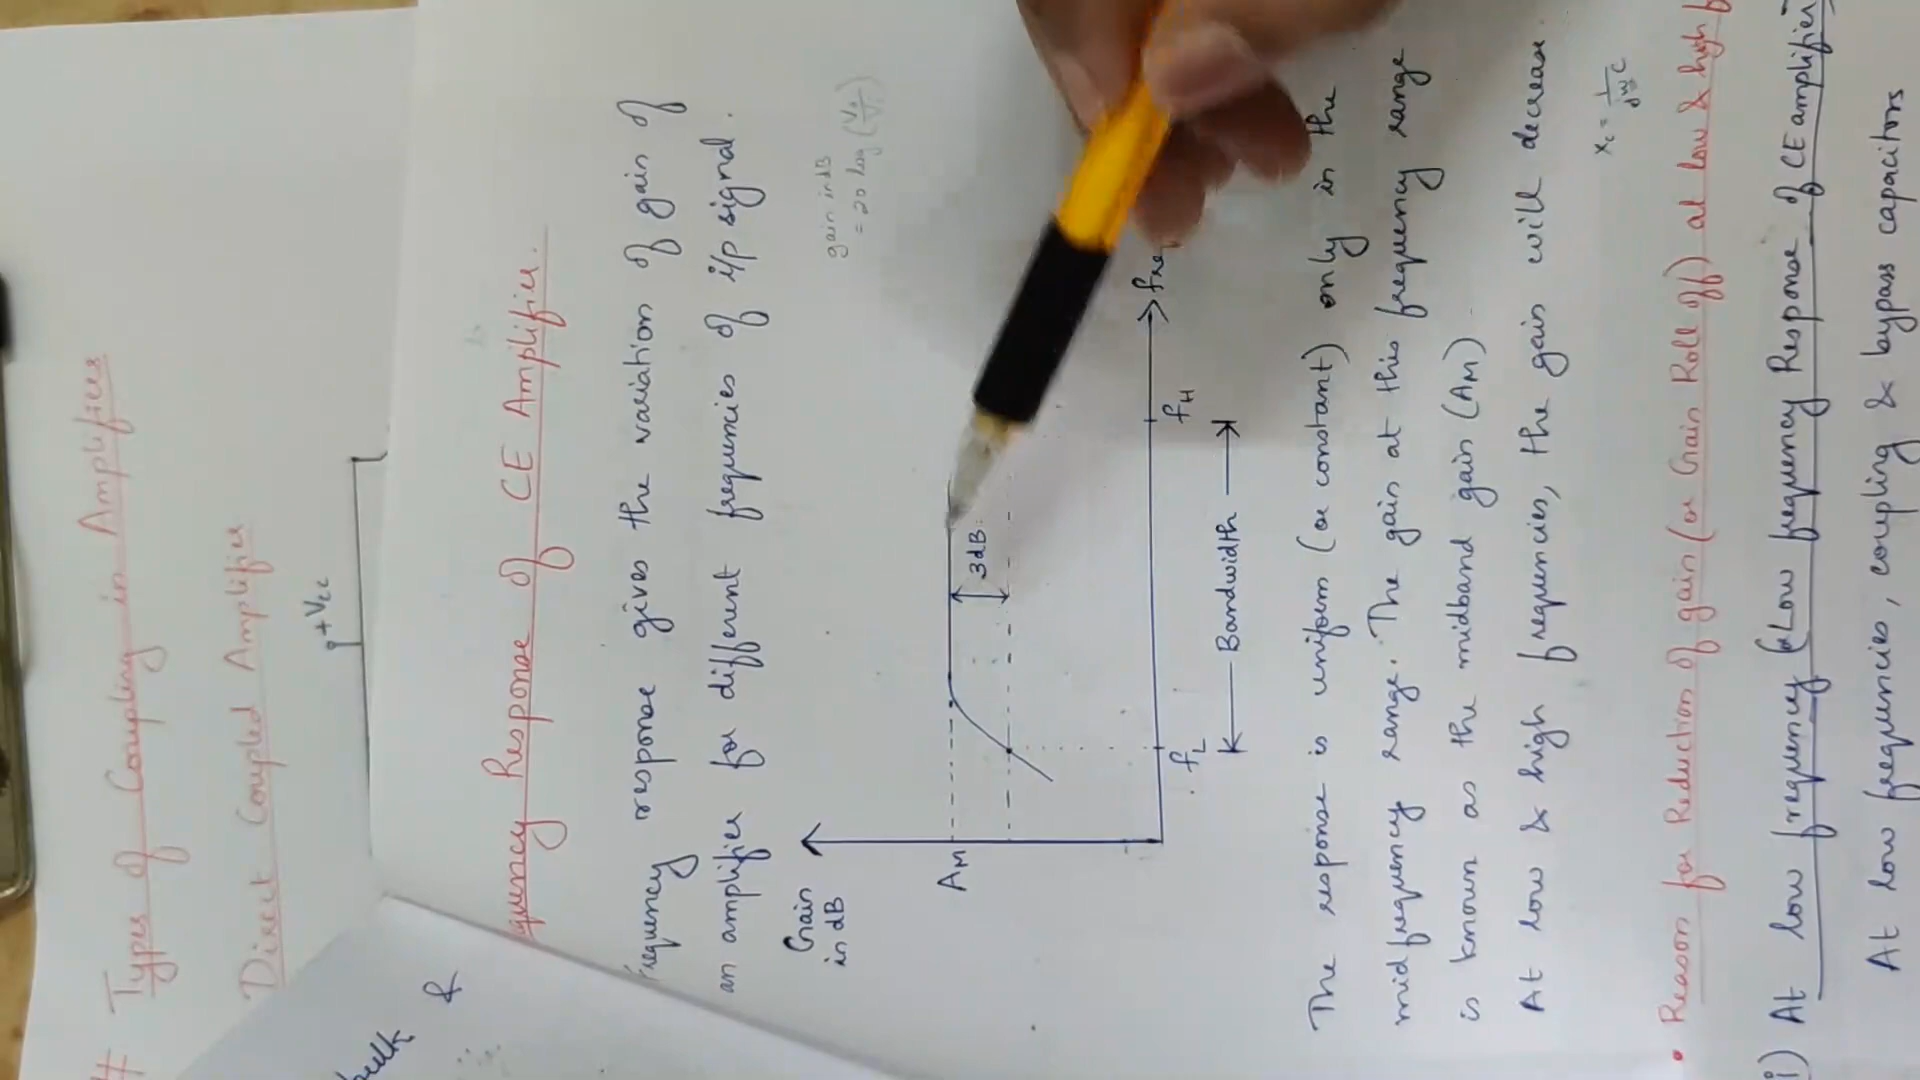 # Types of Coupling in Amplifiers
Direct Coupled Amplifier
+Vcc
bulk &
quency Response of CE Amplifier.
Frequency response gives the variation of gain of
an amplifier for different frequencies of i/p signal.
gain in dB
= 20 log (Vo/Vi)
Gain
in dB
AM
3dB
fL
fH
fre
Bandwidth
The response is uniform (or constant) only in the
mid frequency range. The gain at this frequency range
is known as the midband gain (AM)
At low & high frequencies, the gain will decrease.
Xc = 1/jwC
• Reason for Reduction of gain (or Gain Roll off) at low & high f
i) At low frequency (Low frequency Response of CE amplifier)
At low frequencies, coupling & bypass capacitors